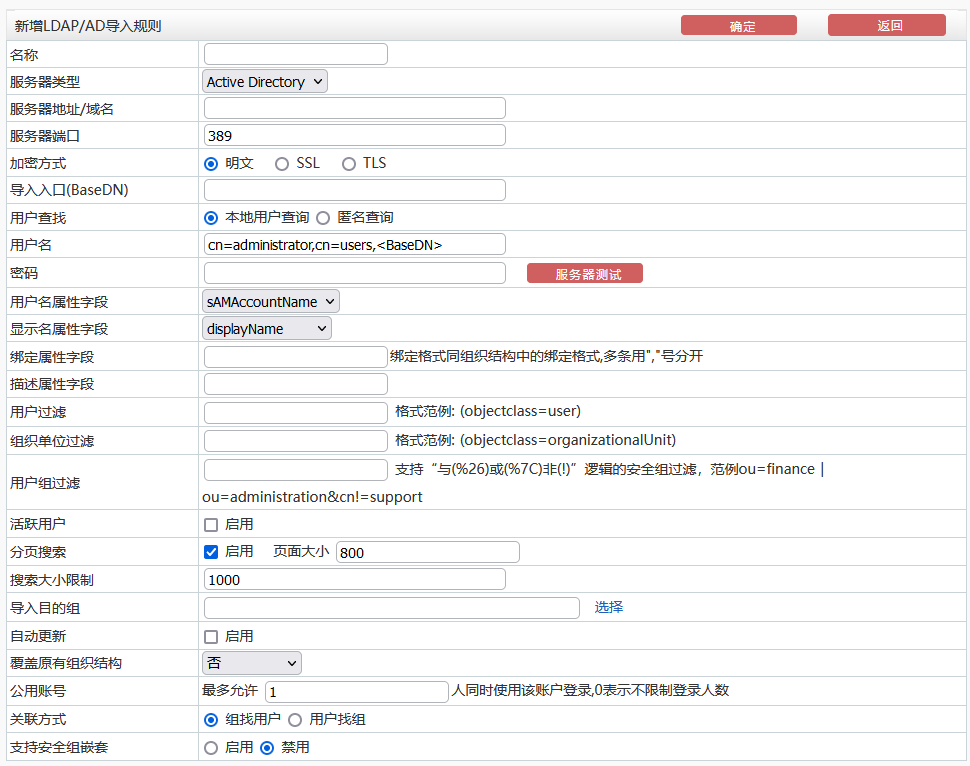 新增LDAP/AD导入规则 确定 返回
名称
服务器类型 Active Directory
服务器地址/域名
服务器端口 389
加密方式 明文 SSL TLS
导入入口(BaseDN)
用户查找 本地用户查询 匿名查询
用户名 cn=administrator,cn=users,<BaseDN>
密码 服务器测试
用户名属性字段 sAMAccountName
显示名属性字段 displayName
绑定属性字段 绑定格式同组织结构中的绑定格式,多条用","号分开
描述属性字段
用户过滤 格式范例: (objectclass=user)
组织单位过滤 格式范例: (objectclass=organizationalUnit)
用户组过滤 支持“与(%26)或(%7C)非(!)”逻辑的安全组过滤，范例ou=finance |
ou=administration&cn!=support
活跃用户 启用
分页搜索 启用 页面大小 800
搜索大小限制 1000
导入目的组 选择
自动更新 启用
覆盖原有组织结构 否
公用账号 最多允许 1 人同时使用该账户登录,0表示不限制登录人数
关联方式 组找用户 用户找组
支持安全组嵌套 启用 禁用